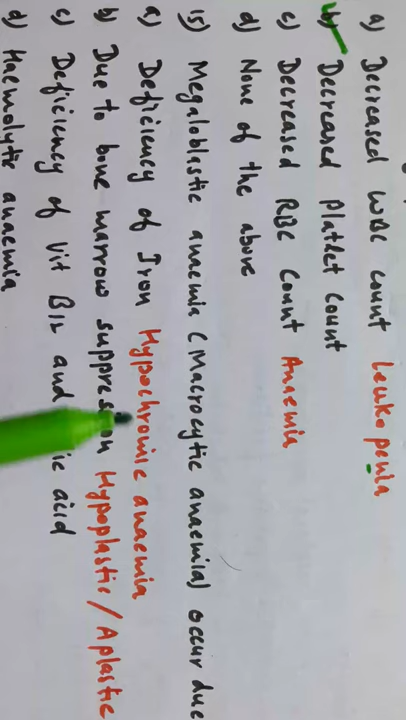 a) Decreased WBC count Leukopenia
b) Decreased Platlet count
c) Decreased RBC Count Anaemia
d) None of the above
15) Megaloblastic anaemia (Macrocytic anaemia) occur due
a) Deficiency of Iron Hypochromic anaemia
b) Due to bone marrow suppression Hypoplastic/Aplastic
c) Deficiency of Vit B12 and acid
d) Haemolytic anaemia